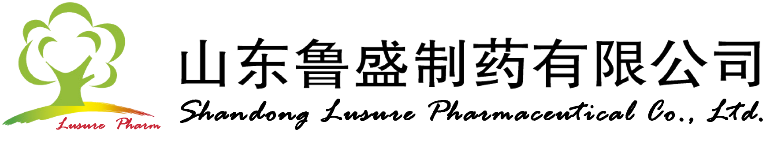 山东鲁盛制药有限公司
Shandong Lusure Pharmaceutical Co., Ltd.
Lusure Pharm